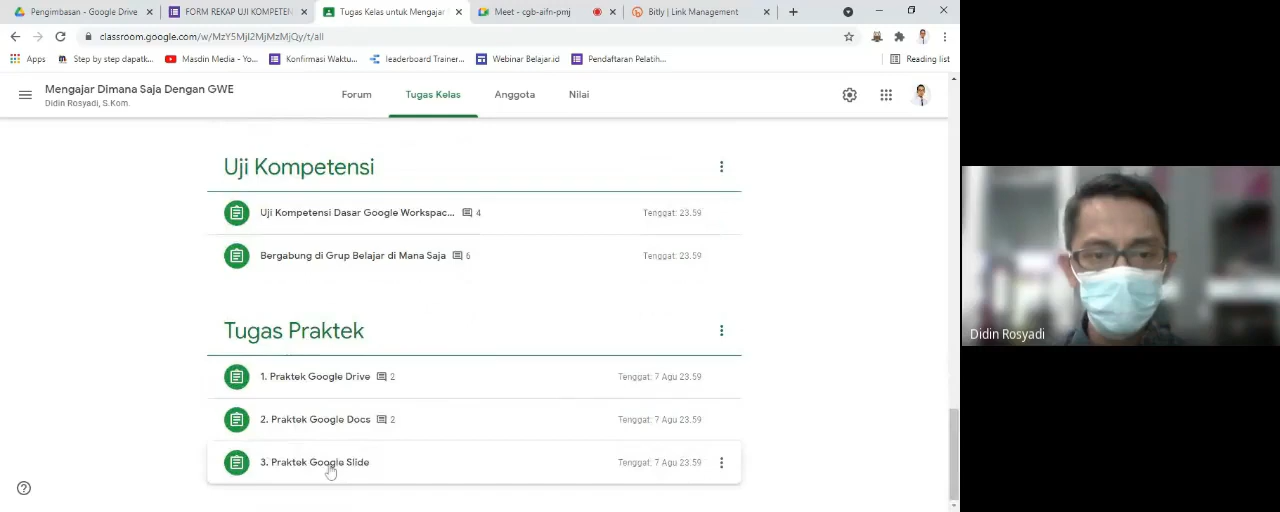 Pengimbasan - Google Drive
FORM REKAP UJI KOMPETEN
Tugas Kelas untuk Mengajar
Meet - cgb-aifn-pmj
Bitly | Link Management
classroom.google.com/w/MzY5MjI2MjMzMjQy/t/all
Apps
Step by step dapatk...
Masdin Media - Yo...
Konfirmasi Waktu...
leaderboard Trainer...
Webinar Belajar.id
Pendaftaran Pelatih...
Reading list
Mengajar Dimana Saja Dengan GWE
Didin Rosyadi, S.Kom.
Forum
Tugas Kelas
Anggota
Nilai
Uji Kompetensi
Uji Kompetensi Dasar Google Workspac... 4 Tenggat: 23.59
Bergabung di Grup Belajar di Mana Saja 6 Tenggat: 23.59
Tugas Praktek
1. Praktek Google Drive 2 Tenggat: 7 Agu 23.59
2. Praktek Google Docs 2 Tenggat: 7 Agu 23.59
3. Praktek Google Slide Tenggat: 7 Agu 23.59
Didin Rosyadi